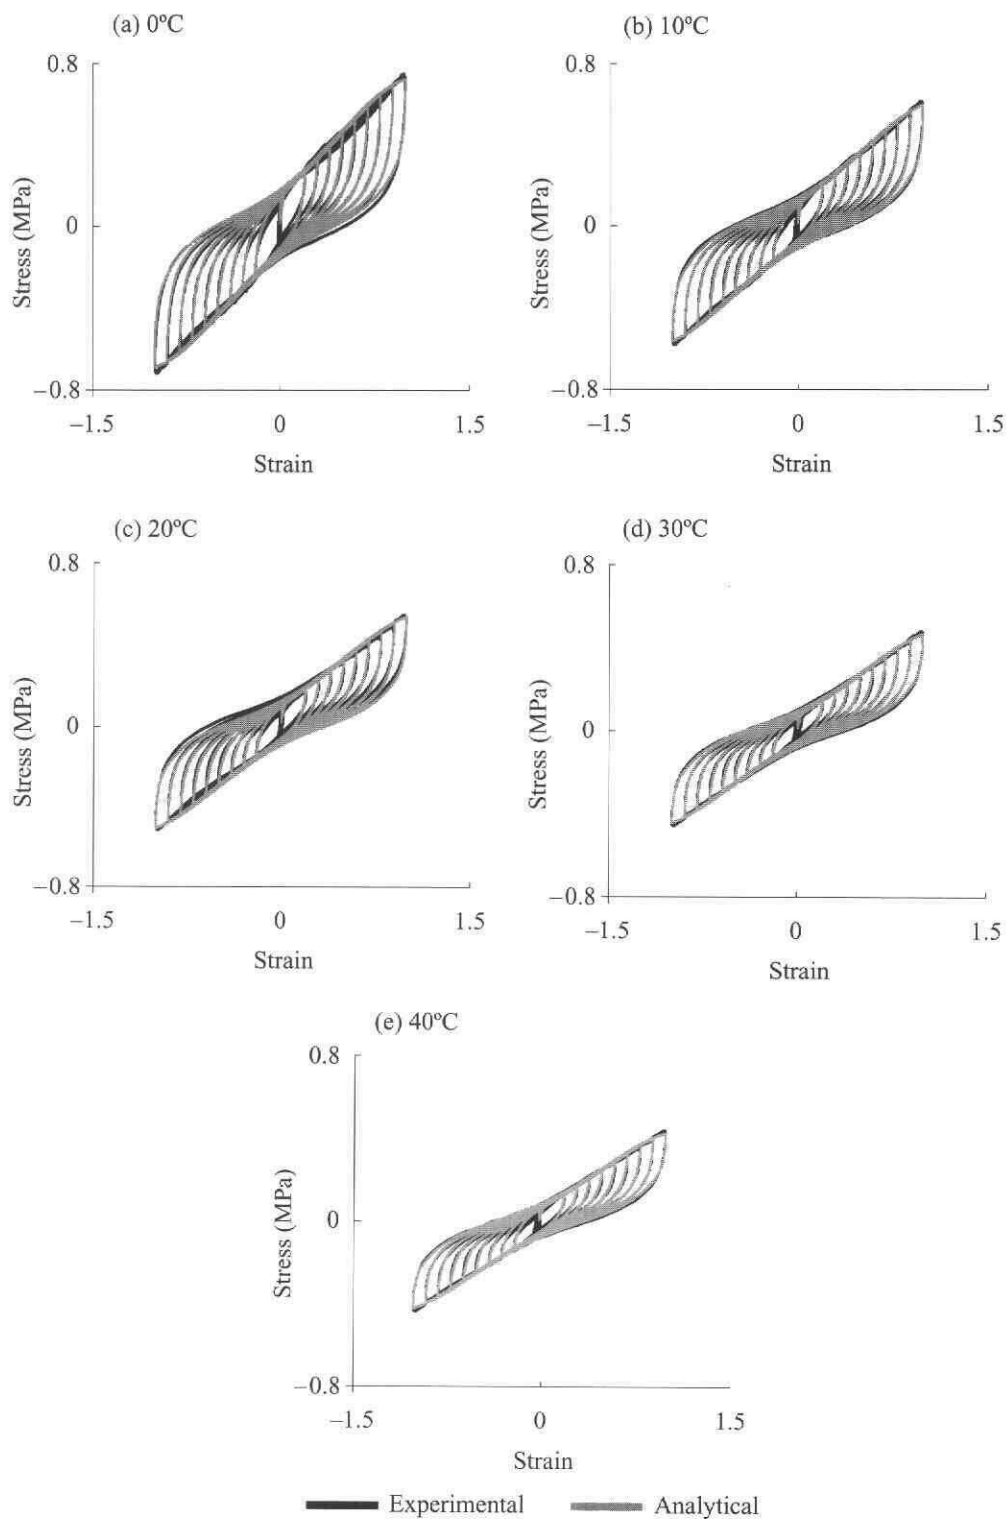 (a) 0ºC
(b) 10ºC
0.8
0.8
Stress (MPa)
Stress (MPa)
0
0
–0.8
–0.8
–1.5
0
1.5
–1.5
0
1.5
Strain
Strain
(c) 20ºC
(d) 30ºC
0.8
0.8
Stress (MPa)
Stress (MPa)
0
0
–0.8
–0.8
–1.5
0
1.5
–1.5
0
1.5
Strain
Strain
(e) 40ºC
0.8
Stress (MPa)
0
–0.8
–1.5
0
1.5
Strain
Experimental
Analytical